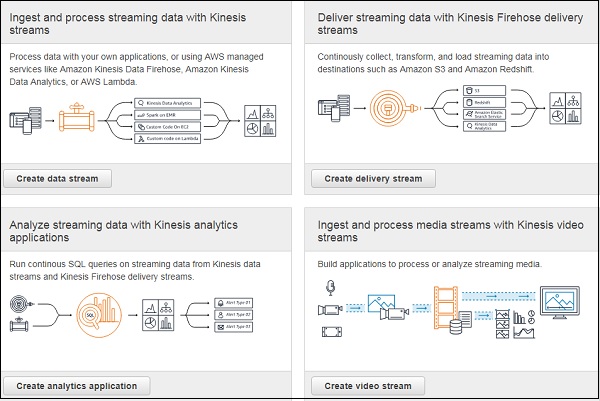 Ingest and process streaming data with Kinesis
streams
Process data with your own applications, or using AWS managed
services like Amazon Kinesis Data Firehose, Amazon Kinesis
Data Analytics, or AWS Lambda.
Kinesis Data Analytics
Spark on EMR
Custom Code On EC2
Custom code on Lambda
Create data stream
Deliver streaming data with Kinesis Firehose delivery
streams
Continously collect, transform, and load streaming data into
destinations such as Amazon S3 and Amazon Redshift.
S3
Redshift
Amazon Elastic
Search Service
Kinesis Data
Analytics
Create delivery stream
Analyze streaming data with Kinesis analytics
applications
Run continous SQL queries on streaming data from Kinesis data
streams and Kinesis Firehose delivery streams.
SQL
Alert Type 01
Alert Type 02
Alert Type 03
Create analytics application
Ingest and process media streams with Kinesis video
streams
Build applications to process or analyze streaming media.
Create video stream